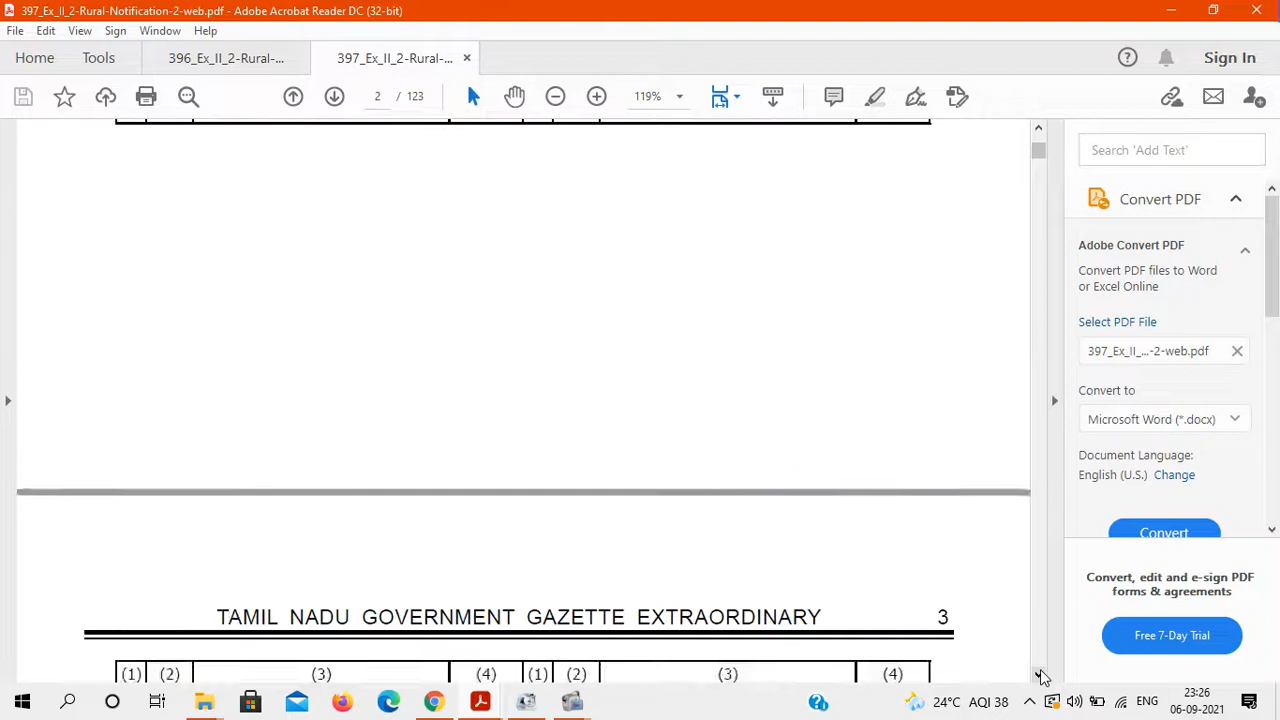 397_Ex_II_2-Rural-Notification-2-web.pdf - Adobe Acrobat Reader DC (32-bit)
File Edit View Sign Window Help
Home Tools 396_Ex_II_2-Rural-... 397_Ex_II_2-Rural-... ×
Sign In
2 / 123 119%
Search 'Add Text'
Convert PDF
Adobe Convert PDF
Convert PDF files to Word
or Excel Online
Select PDF File
397_Ex_II_...-2-web.pdf
Convert to
Microsoft Word (*.docx)
Document Language:
English (U.S.) Change
Convert
Convert, edit and e-sign PDF
forms & agreements
Free 7-Day Trial
TAMIL NADU GOVERNMENT GAZETTE EXTRAORDINARY 3
(1) (2) (3) (4) (1) (2) (3) (4)
24°C AQI 38 ENG 23:26
06-09-2021